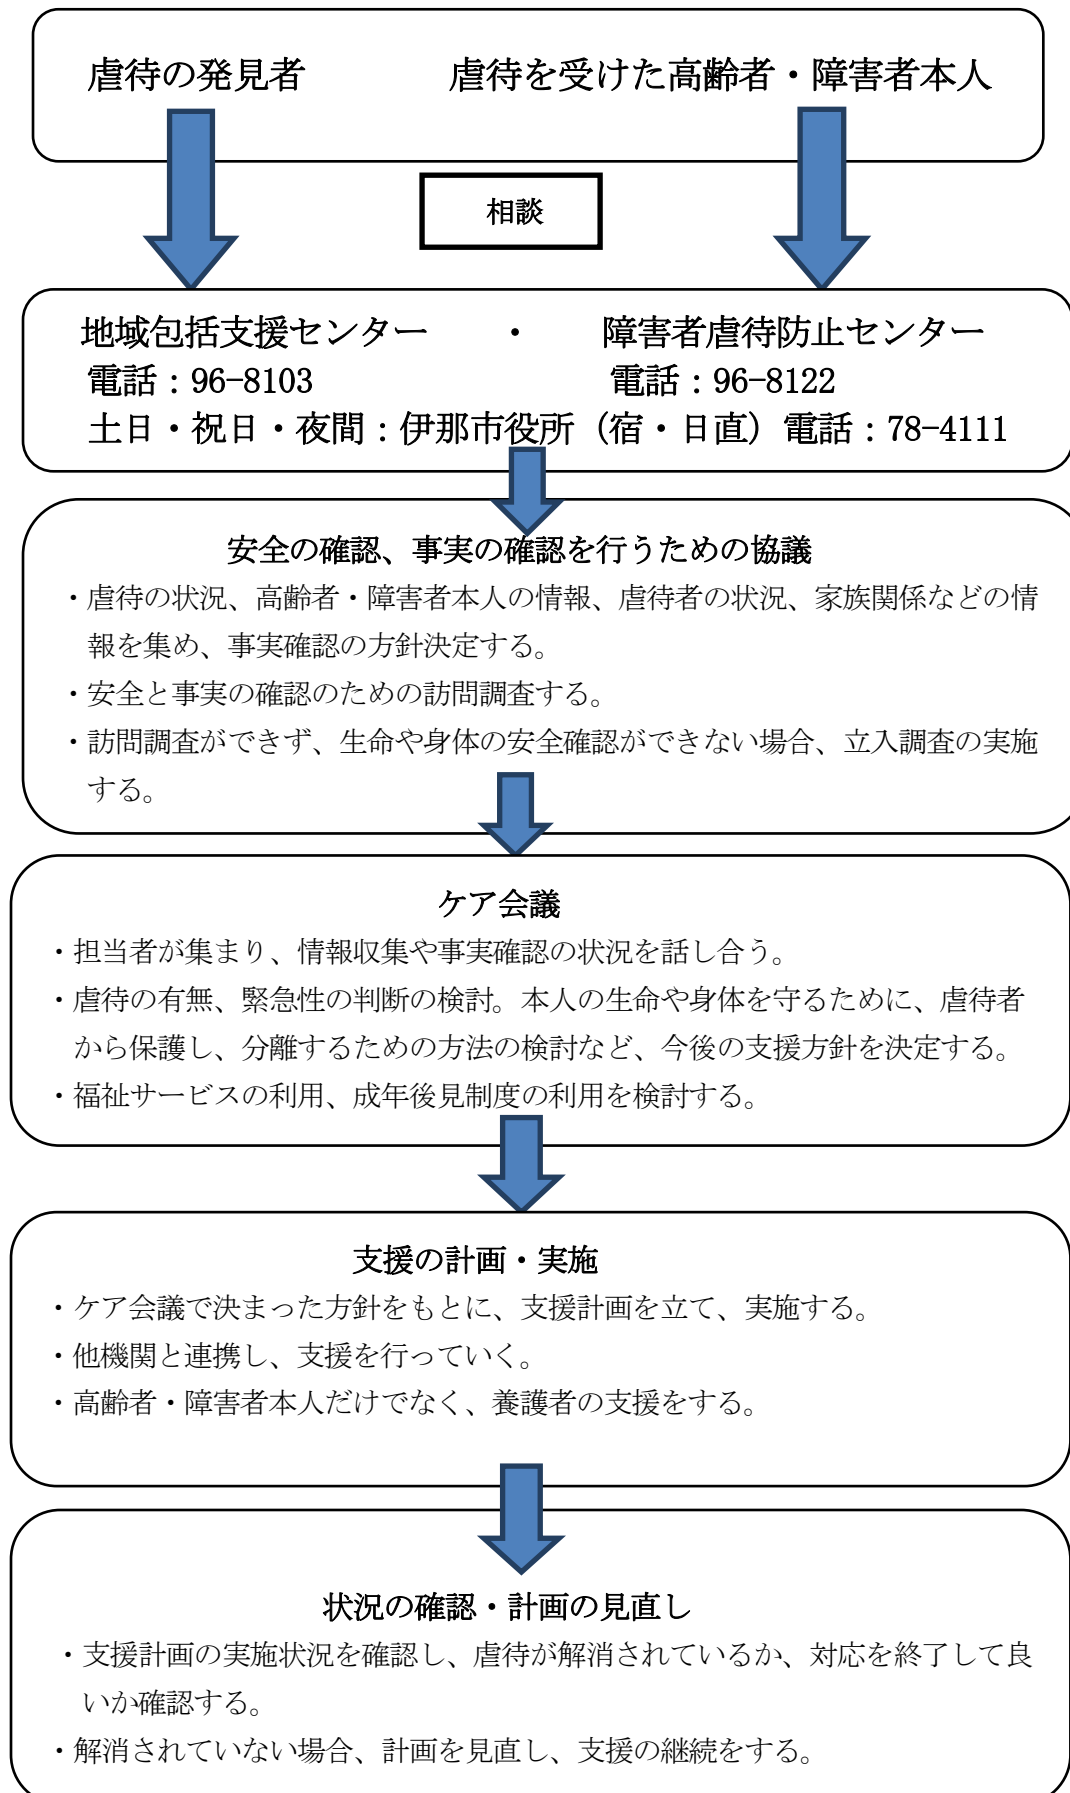 虐待の発見者　虐待を受けた高齢者・障害者本人
相談
地域包括支援センター　・　障害者虐待防止センター
電話：96-8103　電話：96-8122
土日・祝日・夜間：伊那市役所（宿・日直）電話：78-4111
安全の確認、事実の確認を行うための協議
・虐待の状況、高齢者・障害者本人の情報、虐待者の状況、家族関係などの情
報を集め、事実確認の方針決定する。
・安全と事実の確認のための訪問調査する。
・訪問調査ができず、生命や身体の安全確認ができない場合、立入調査の実施
する。
ケア会議
・担当者が集まり、情報収集や事実確認の状況を話し合う。
・虐待の有無、緊急性の判断の検討。本人の生命や身体を守るために、虐待者
から保護し、分離するための方法の検討など、今後の支援方針を決定する。
・福祉サービスの利用、成年後見制度の利用を検討する。
支援の計画・実施
・ケア会議で決まった方針をもとに、支援計画を立て、実施する。
・他機関と連携し、支援を行っていく。
・高齢者・障害者本人だけでなく、養護者の支援をする。
状況の確認・計画の見直し
・支援計画の実施状況を確認し、虐待が解消されているか、対応を終了して良
いか確認する。
・解消されていない場合、計画を見直し、支援の継続をする。